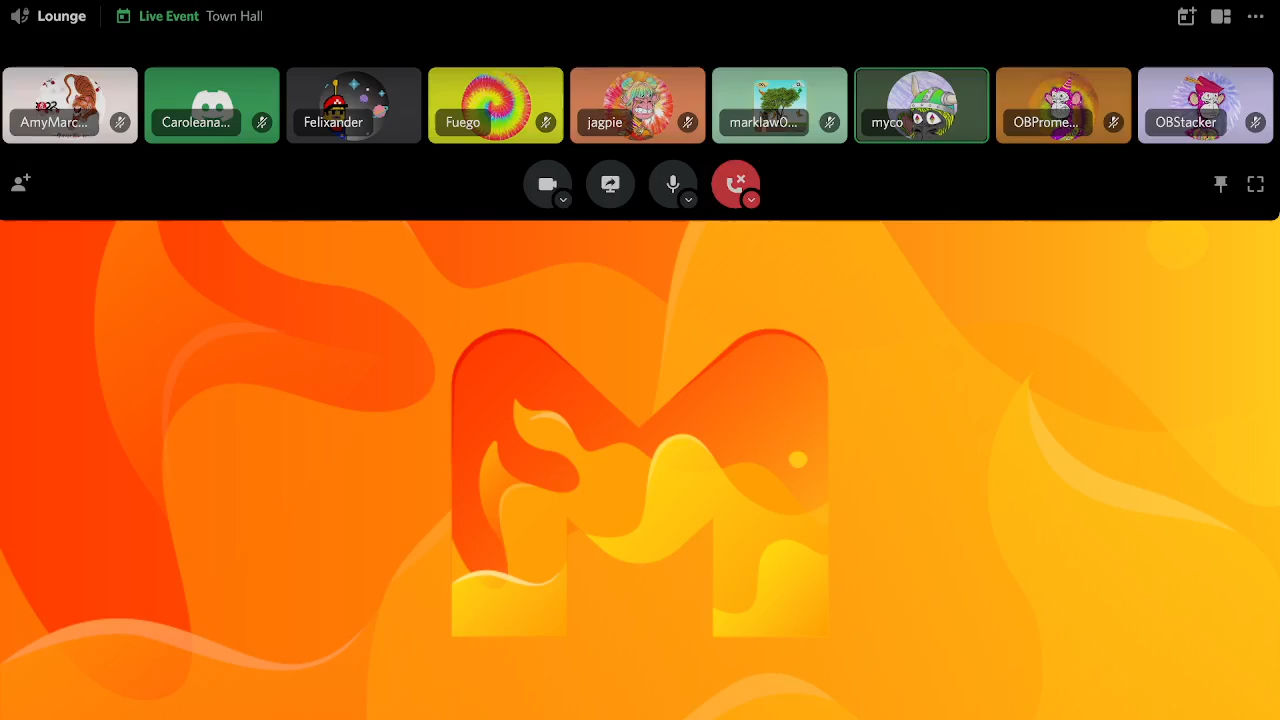 Lounge Live Event Town Hall
AmyMarc... Caroleana... Felixander Fuego jagpie marklaw0... myco OBProme... OBStacker
M